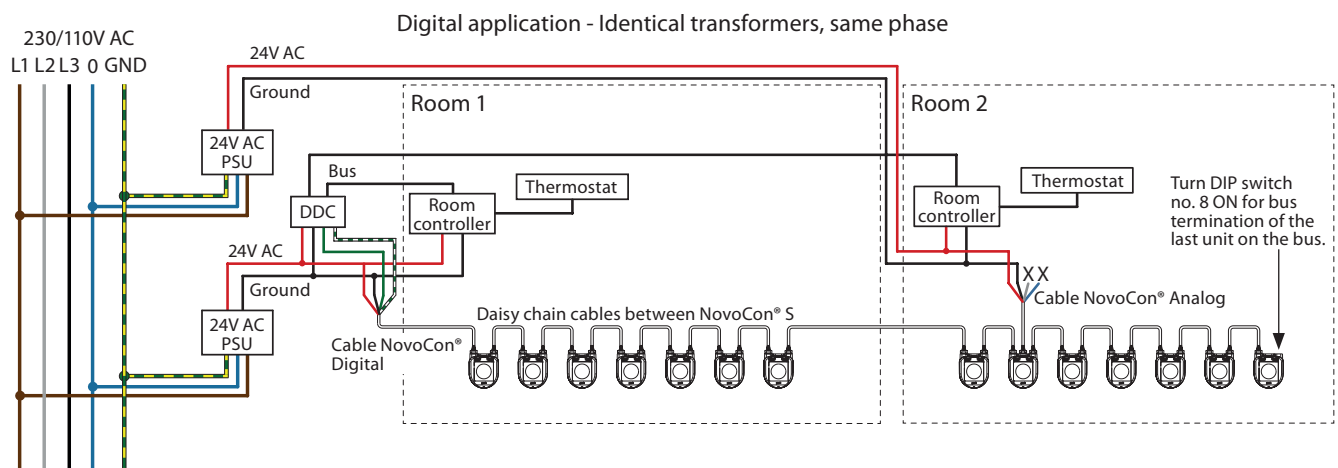 Digital application - Identical transformers, same phase
230/110V AC
L1 L2 L3 0 GND
24V AC
Ground
24V AC
PSU
Room 1
Room 2
Bus
Thermostat
DDC
Room
controller
Thermostat
Room
controller
Turn DIP switch
no. 8 ON for bus
termination of the
last unit on the bus.
24V AC
Ground
X X
Cable NovoCon® Analog
24V AC
PSU
Cable NovoCon®
Digital
Daisy chain cables between NovoCon® S